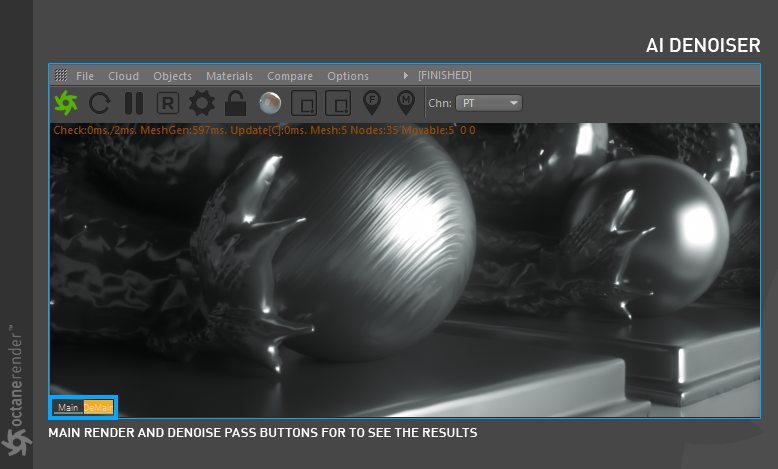 AI DENOISER
File Cloud Objects Materials Compare Options [FINISHED]
R F M Chn: PT
Check:0ms./2ms. MeshGen:597ms. Update[C]:0ms. Mesh:5 Nodes:35 Movable:5 0 0
Main DeMain
MAIN RENDER AND DENOISE PASS BUTTONS FOR TO SEE THE RESULTS
octanerender™